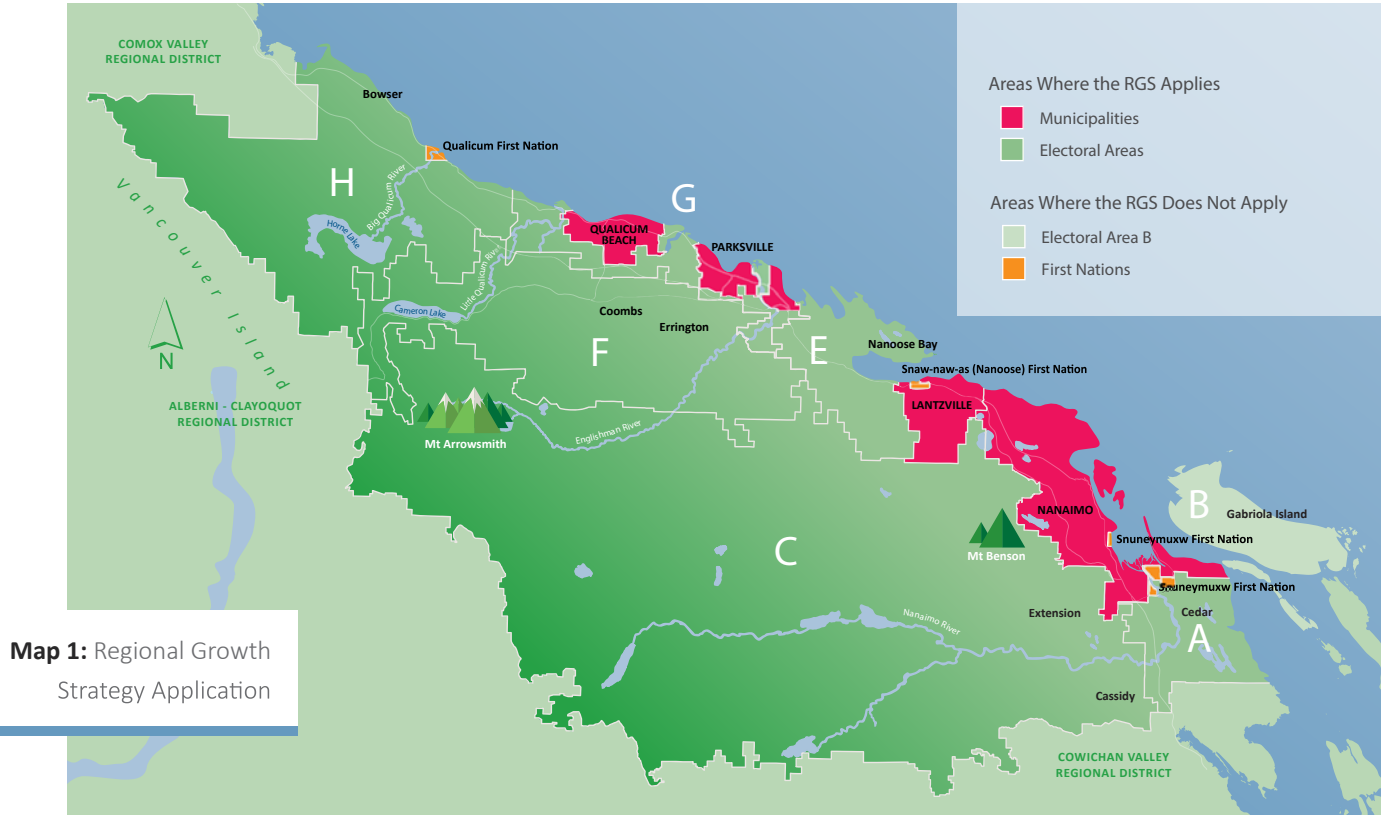 COMOX VALLEY
REGIONAL DISTRICT
Areas Where the RGS Applies
Municipalities
Electoral Areas
Areas Where the RGS Does Not Apply
Electoral Area B
First Nations
Bowser
Qualicum First Nation
H
Big Qualicum River
Horne Lake
G
QUALICUM
BEACH
PARKSVILLE
Little Qualicum River
Cameron Lake
Vancouver Island
N
Coombs
Errington
F
E
Nanoose Bay
Snaw-naw-as (Nanoose) First Nation
LANTZVILLE
ALBERNI - CLAYOQUOT
REGIONAL DISTRICT
Mt Arrowsmith
Englishman River
B
Gabriola Island
NANAIMO
Snuneymuxw First Nation
Mt Benson
C
Snuneymuxw First Nation
Nanaimo River
Extension
Cedar
A
Cassidy
Map 1: Regional Growth
Strategy Application
COWICHAN VALLEY
REGIONAL DISTRICT